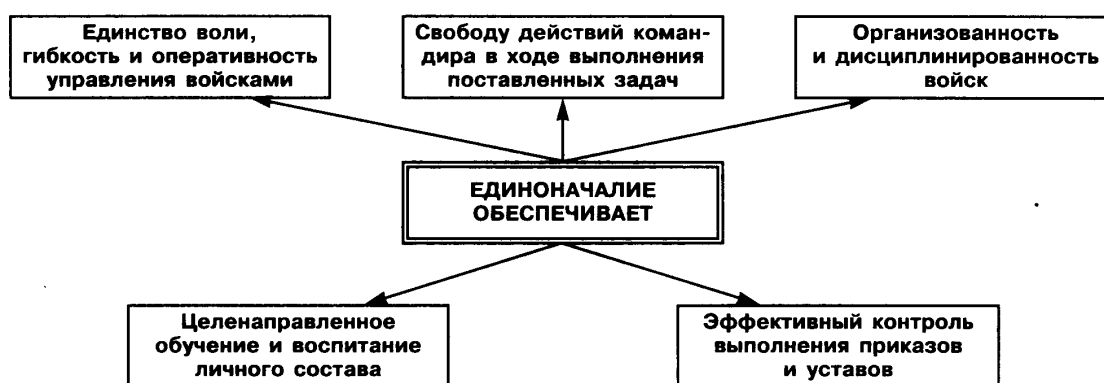 Единство воли,
гибкость и оперативность
управления войсками
Свободу действий коман-
дира в ходе выполнения
поставленных задач
Организованность
и дисциплинированность
войск
ЕДИНОНАЧАЛИЕ
ОБЕСПЕЧИВАЕТ
Целенаправленное
обучение и воспитание
личного состава
Эффективный контроль
выполнения приказов
и уставов